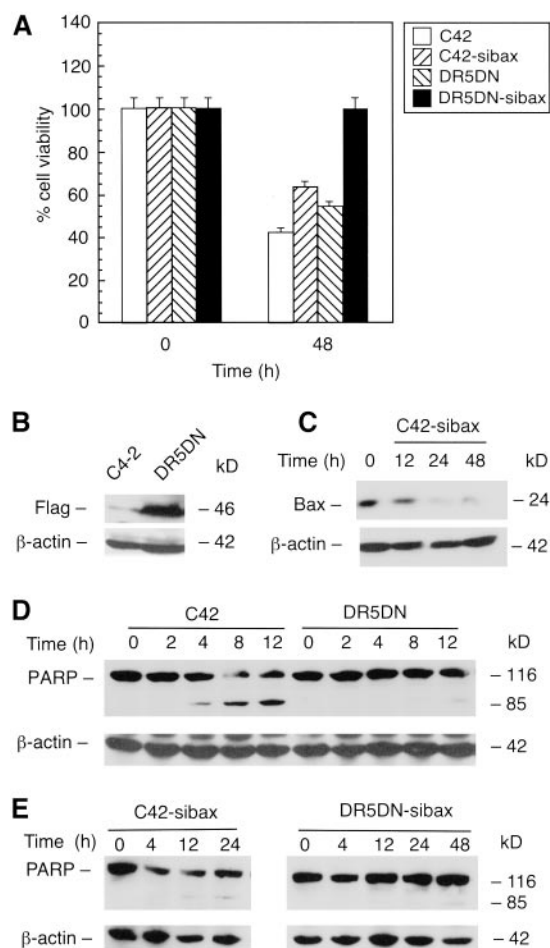 A
C42
C42-sibax
DR5DN
DR5DN-sibax
% cell viability
140
120
100
80
60
40
20
0
0 48
Time (h)
B
C4-2 DR5DN kD
Flag – – 46
β-actin – – 42
C
C42-sibax
Time (h) 0 12 24 48 kD
Bax – – 24
β-actin – – 42
D
C42 DR5DN
Time (h) 0 2 4 8 12 0 2 4 8 12 kD
PARP – – 116
– 85
β-actin – – 42
E
C42-sibax DR5DN-sibax
Time (h) 0 4 12 24 0 4 12 24 48 kD
PARP – – 116
– 85
β-actin – – 42